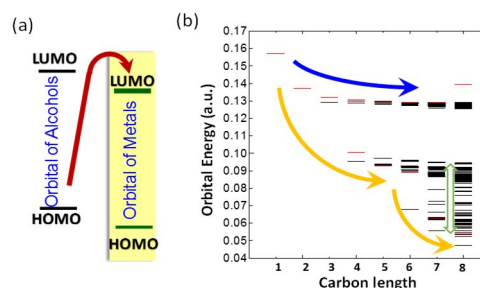 (a)
LUMO
Orbital of Alcohols
HOMO
LUMO
Orbital of Metals
HOMO
(b)
Orbital Energy (a.u.)
0.17
0.16
0.15
0.14
0.13
0.12
0.11
0.10
0.09
0.08
0.07
0.06
0.05
0.04
1 2 3 4 5 6 7 8
Carbon length